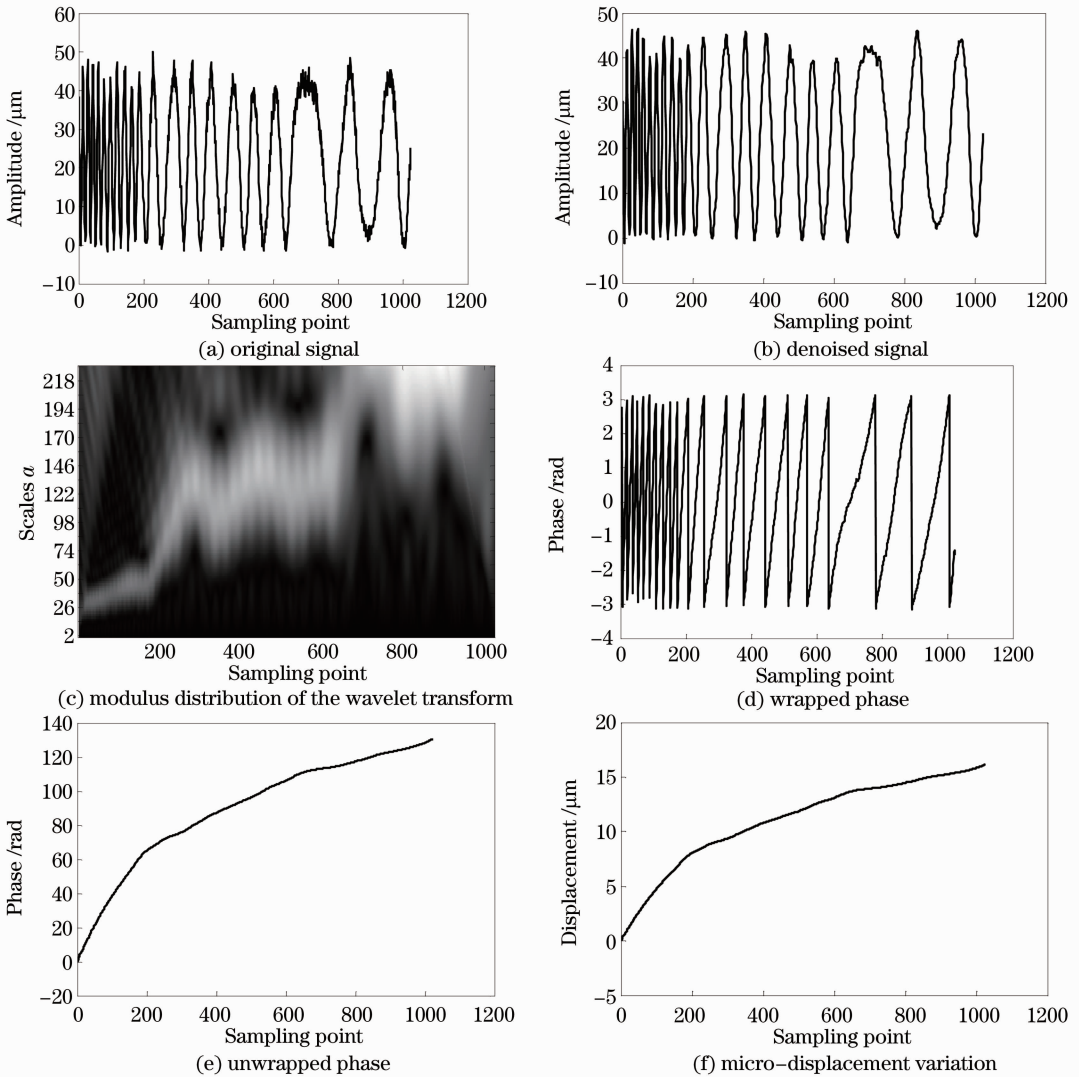 60
50
40
30
20
10
0
−10
Amplitude /μm
0 200 400 600 800 1000 1200
Sampling point
(a) original signal
50
40
30
20
10
0
−10
Amplitude /μm
0 200 400 600 800 1000 1200
Sampling point
(b) denoised signal
218
194
170
146
122
98
74
50
26
2
Scales a
200 400 600 800 1000
Sampling point
(c) modulus distribution of the wavelet transform
4
3
2
1
0
−1
−2
−3
−4
Phase /rad
0 200 400 600 800 1000 1200
Sampling point
(d) wrapped phase
140
120
100
80
60
40
20
0
−20
Phase /rad
0 200 400 600 800 1000 1200
Sampling point
(e) unwrapped phase
20
15
10
5
0
−5
Displacement /μm
0 200 400 600 800 1000 1200
Sampling point
(f) micro−displacement variation